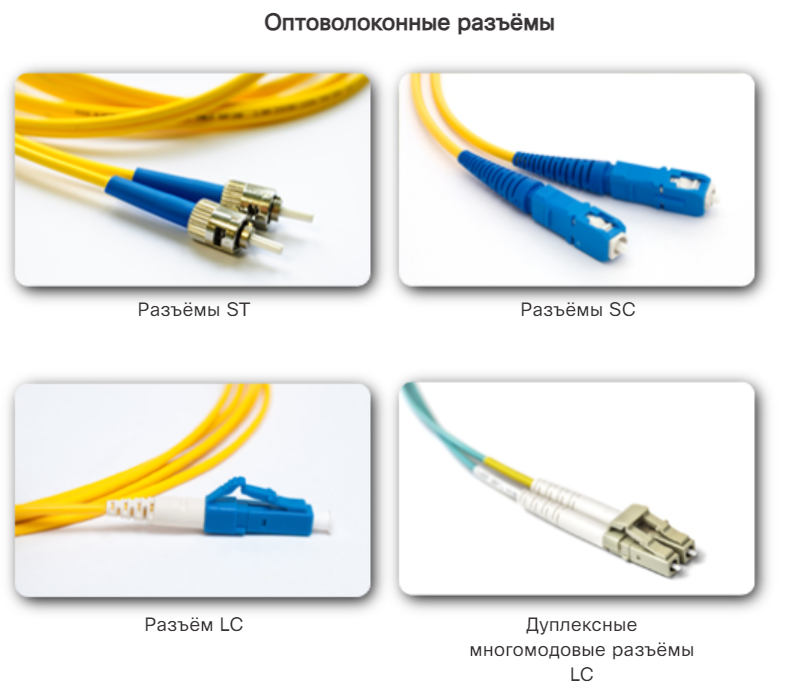 Оптоволоконные разъёмы
Разъёмы ST
Разъёмы SC
Разъём LC
Дуплексные
многомодовые разъёмы
LC